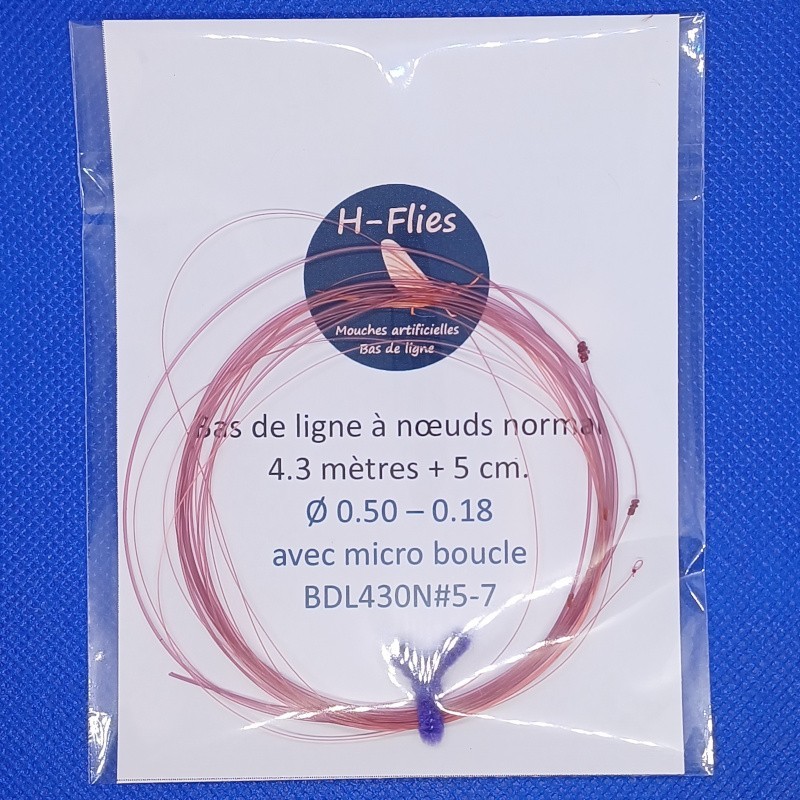 H-Flies
Mouches artificielles
Bas de ligne
Bas de ligne à nœuds normal
4.3 mètres + 5 cm.
Ø 0.50 – 0.18
avec micro boucle
BDL430N#5-7